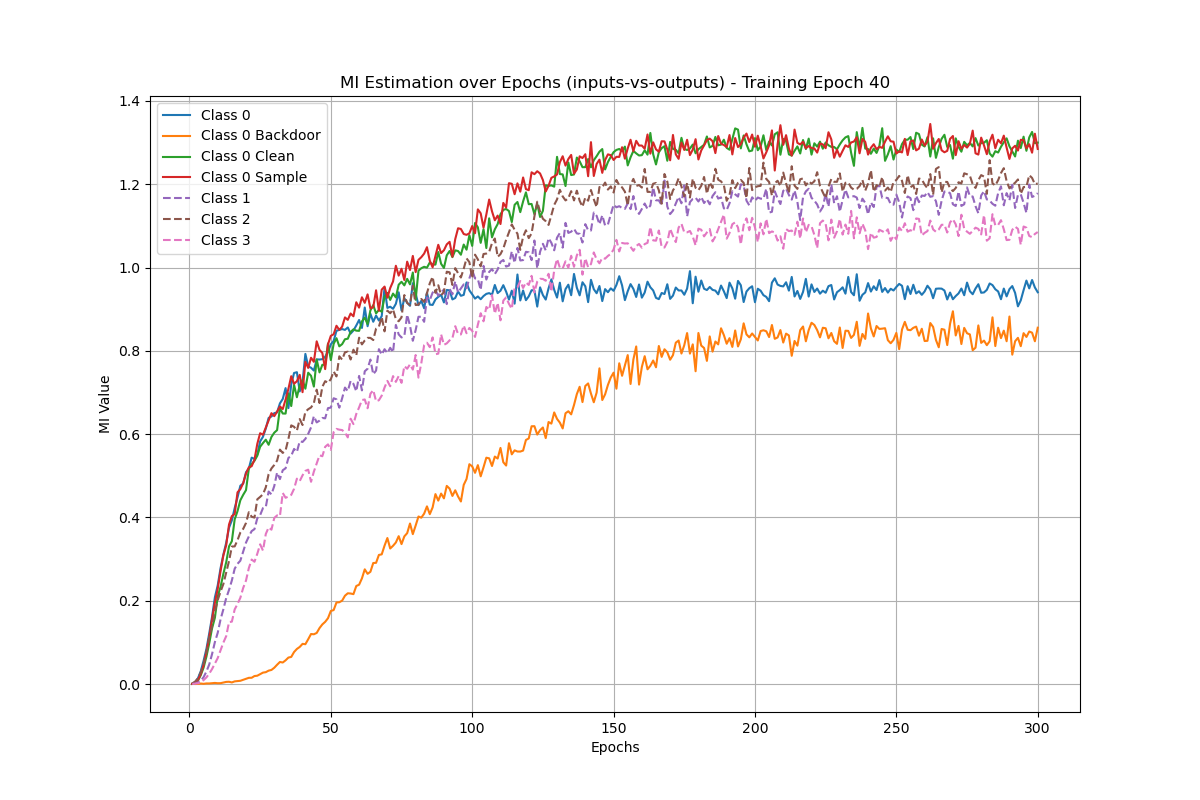 MI Estimation over Epochs (inputs-vs-outputs) - Training Epoch 40
Class 0
Class 0 Backdoor
Class 0 Clean
Class 0 Sample
Class 1
Class 2
Class 3
MI Value
1.4
1.2
1.0
0.8
0.6
0.4
0.2
0.0
0 50 100 150 200 250 300
Epochs